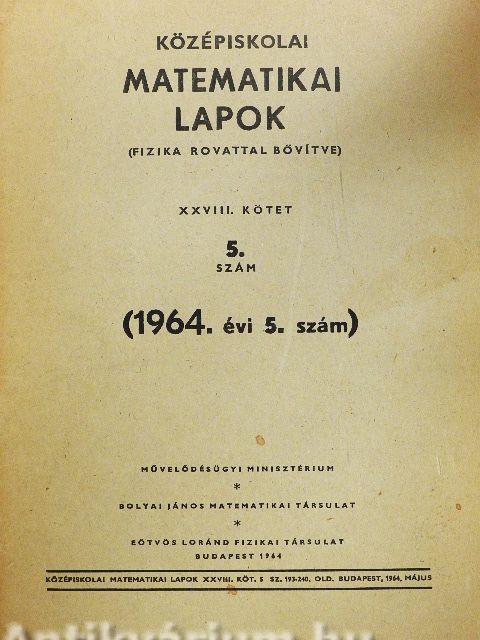 KÖZÉPISKOLAI
MATEMATIKAI
LAPOK
(FIZIKA ROVATTAL BŐVÍTVE)
XXVIII. KÖTET
5.
SZÁM
(1964. évi 5. szám)
MŰVELŐDÉSÜGYI MINISZTÉRIUM
*
BOLYAI JÁNOS MATEMATIKAI TÁRSULAT
*
EÖTVÖS LORÁND FIZIKAI TÁRSULAT
BUDAPEST 1964
KÖZÉPISKOLAI MATEMATIKAI LAPOK XXVIII. KÖT. 5 SZ. 193-240. OLD. BUDAPEST, 1964. MÁJUS
Antikvárium.hu